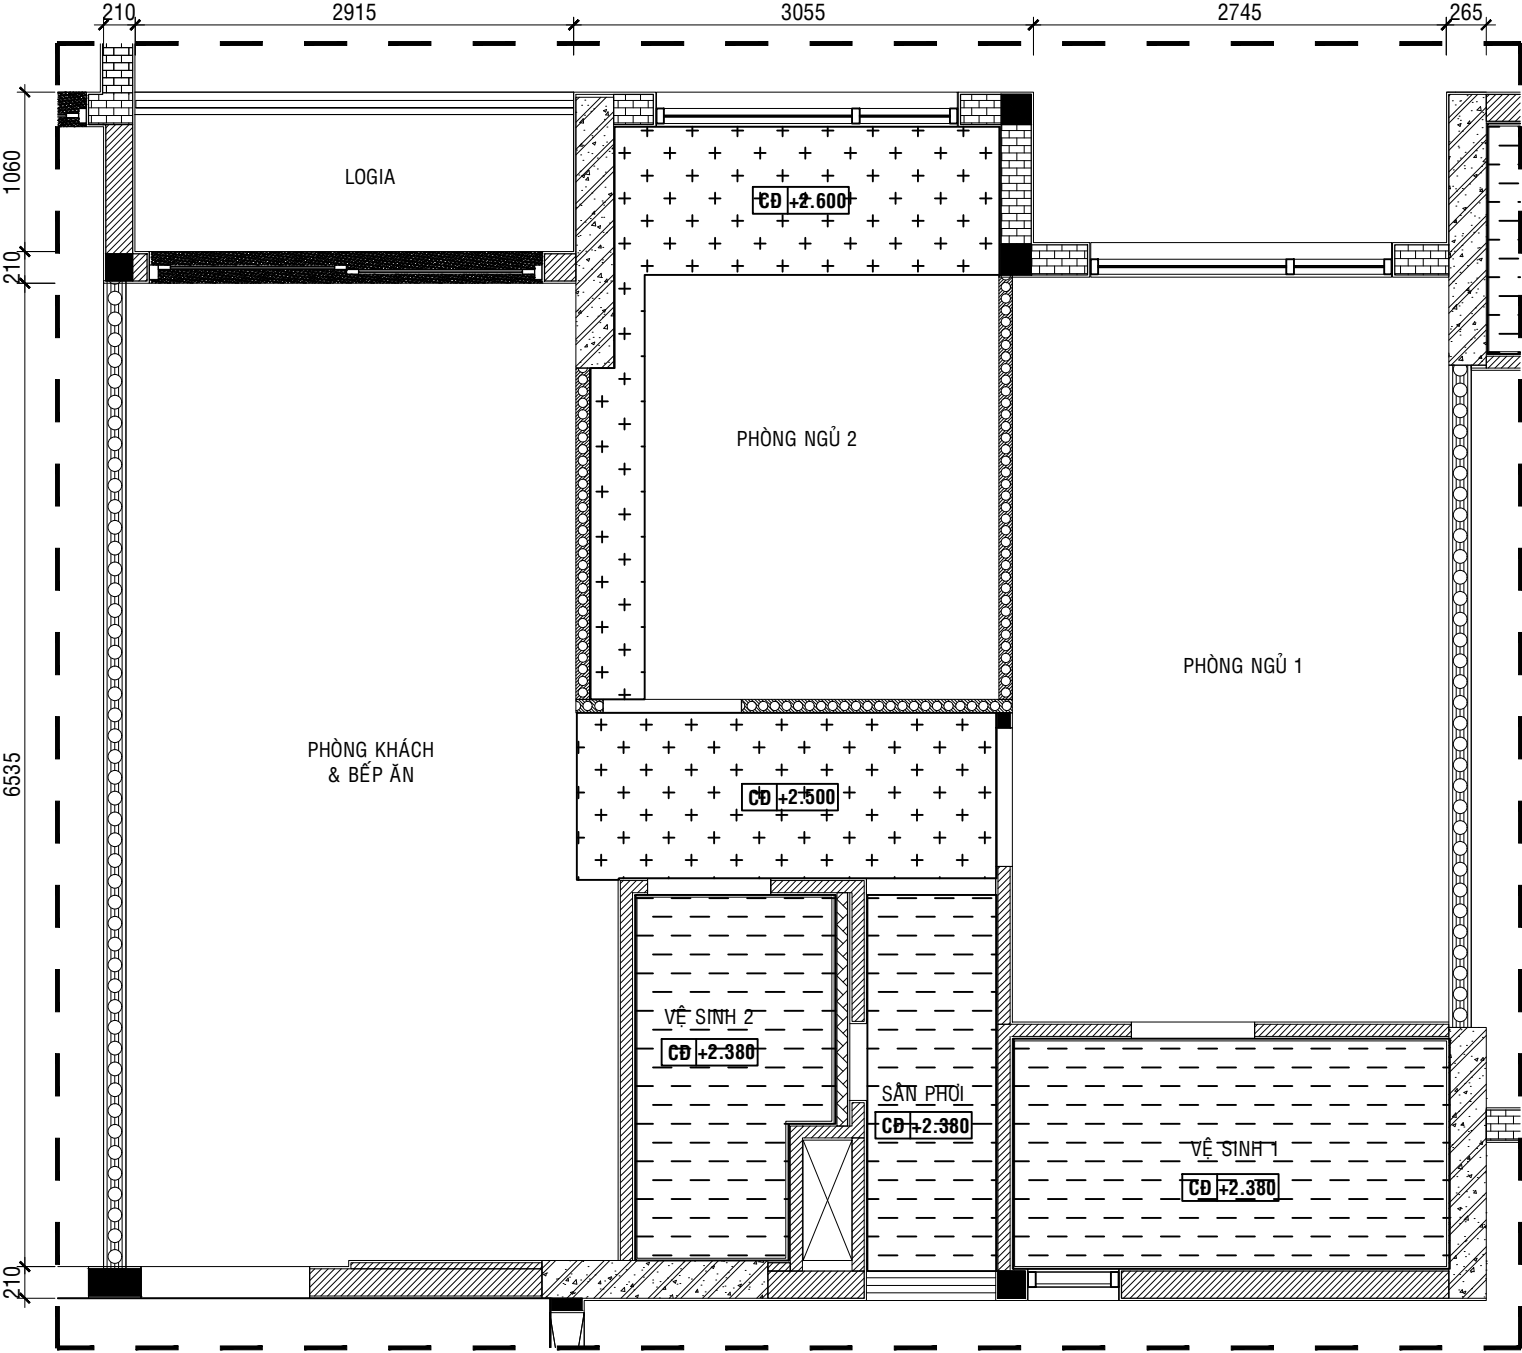 210 2915 3055 2745 265
1060
LOGIA
CĐ +2.600
210
PHÒNG NGỦ 2
PHÒNG NGỦ 1
6535
PHÒNG KHÁCH
& BẾP ĂN
CĐ +2.500
VỆ SINH 2
CĐ +2.380
SÂN PHƠI
CĐ +2.380
VỆ SINH 1
CĐ +2.380
210